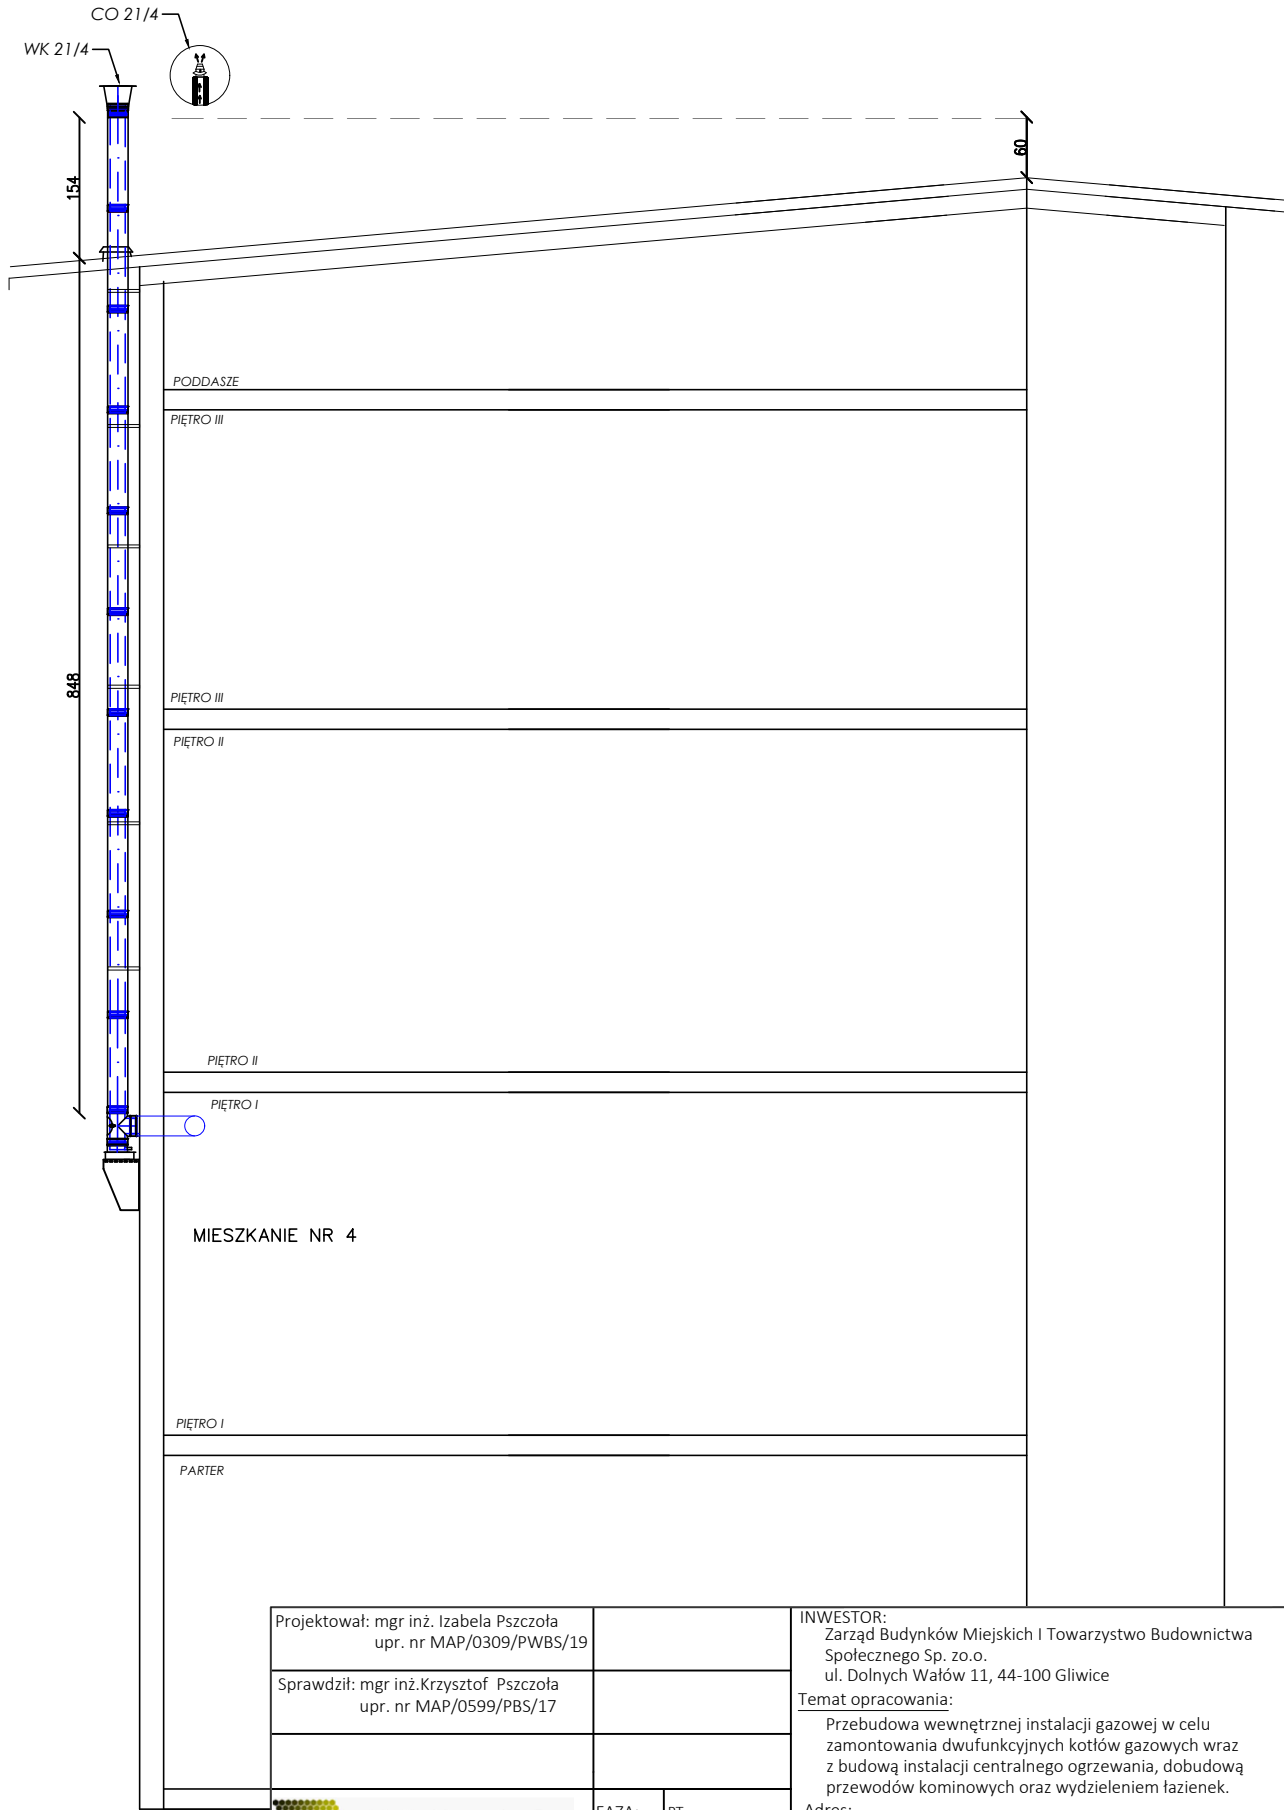 CO 21/4
WK 21/4
60
154
PODDASZE
PIĘTRO III
848
PIĘTRO III
PIĘTRO II
PIĘTRO II
PIĘTRO I
MIESZKANIE NR 4
PIĘTRO I
PARTER
Projektował: mgr inż. Izabela Pszczoła
upr. nr MAP/0309/PWBS/19
Sprawdził: mgr inż.Krzysztof Pszczoła
upr. nr MAP/0599/PBS/17
INWESTOR:
Zarząd Budynków Miejskich I Towarzystwo Budownictwa
Społecznego Sp. zo.o.
ul. Dolnych Wałów 11, 44-100 Gliwice
Temat opracowania:
Przebudowa wewnętrznej instalacji gazowej w celu
zamontowania dwufunkcyjnych kotłów gazowych wraz
z budową instalacji centralnego ogrzewania, dobudową
przewodów kominowych oraz wydzieleniem łazienek.
FAZA: PT
Adres: